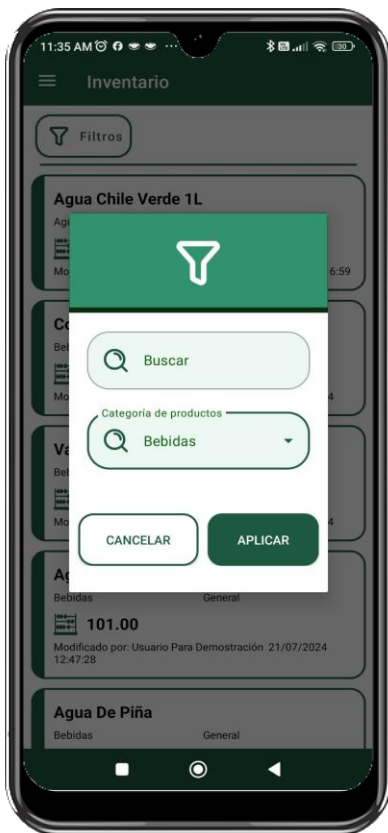 11:35 AM
30
Inventario
Filtros
Agua Chile Verde 1L
6:59
Buscar
Categoría de productos
Bebidas
CANCELAR
APLICAR
Bebidas General
101.00
Modificado por: Usuario Para Demostración 21/07/2024
12:47:28
Agua De Piña
Bebidas General